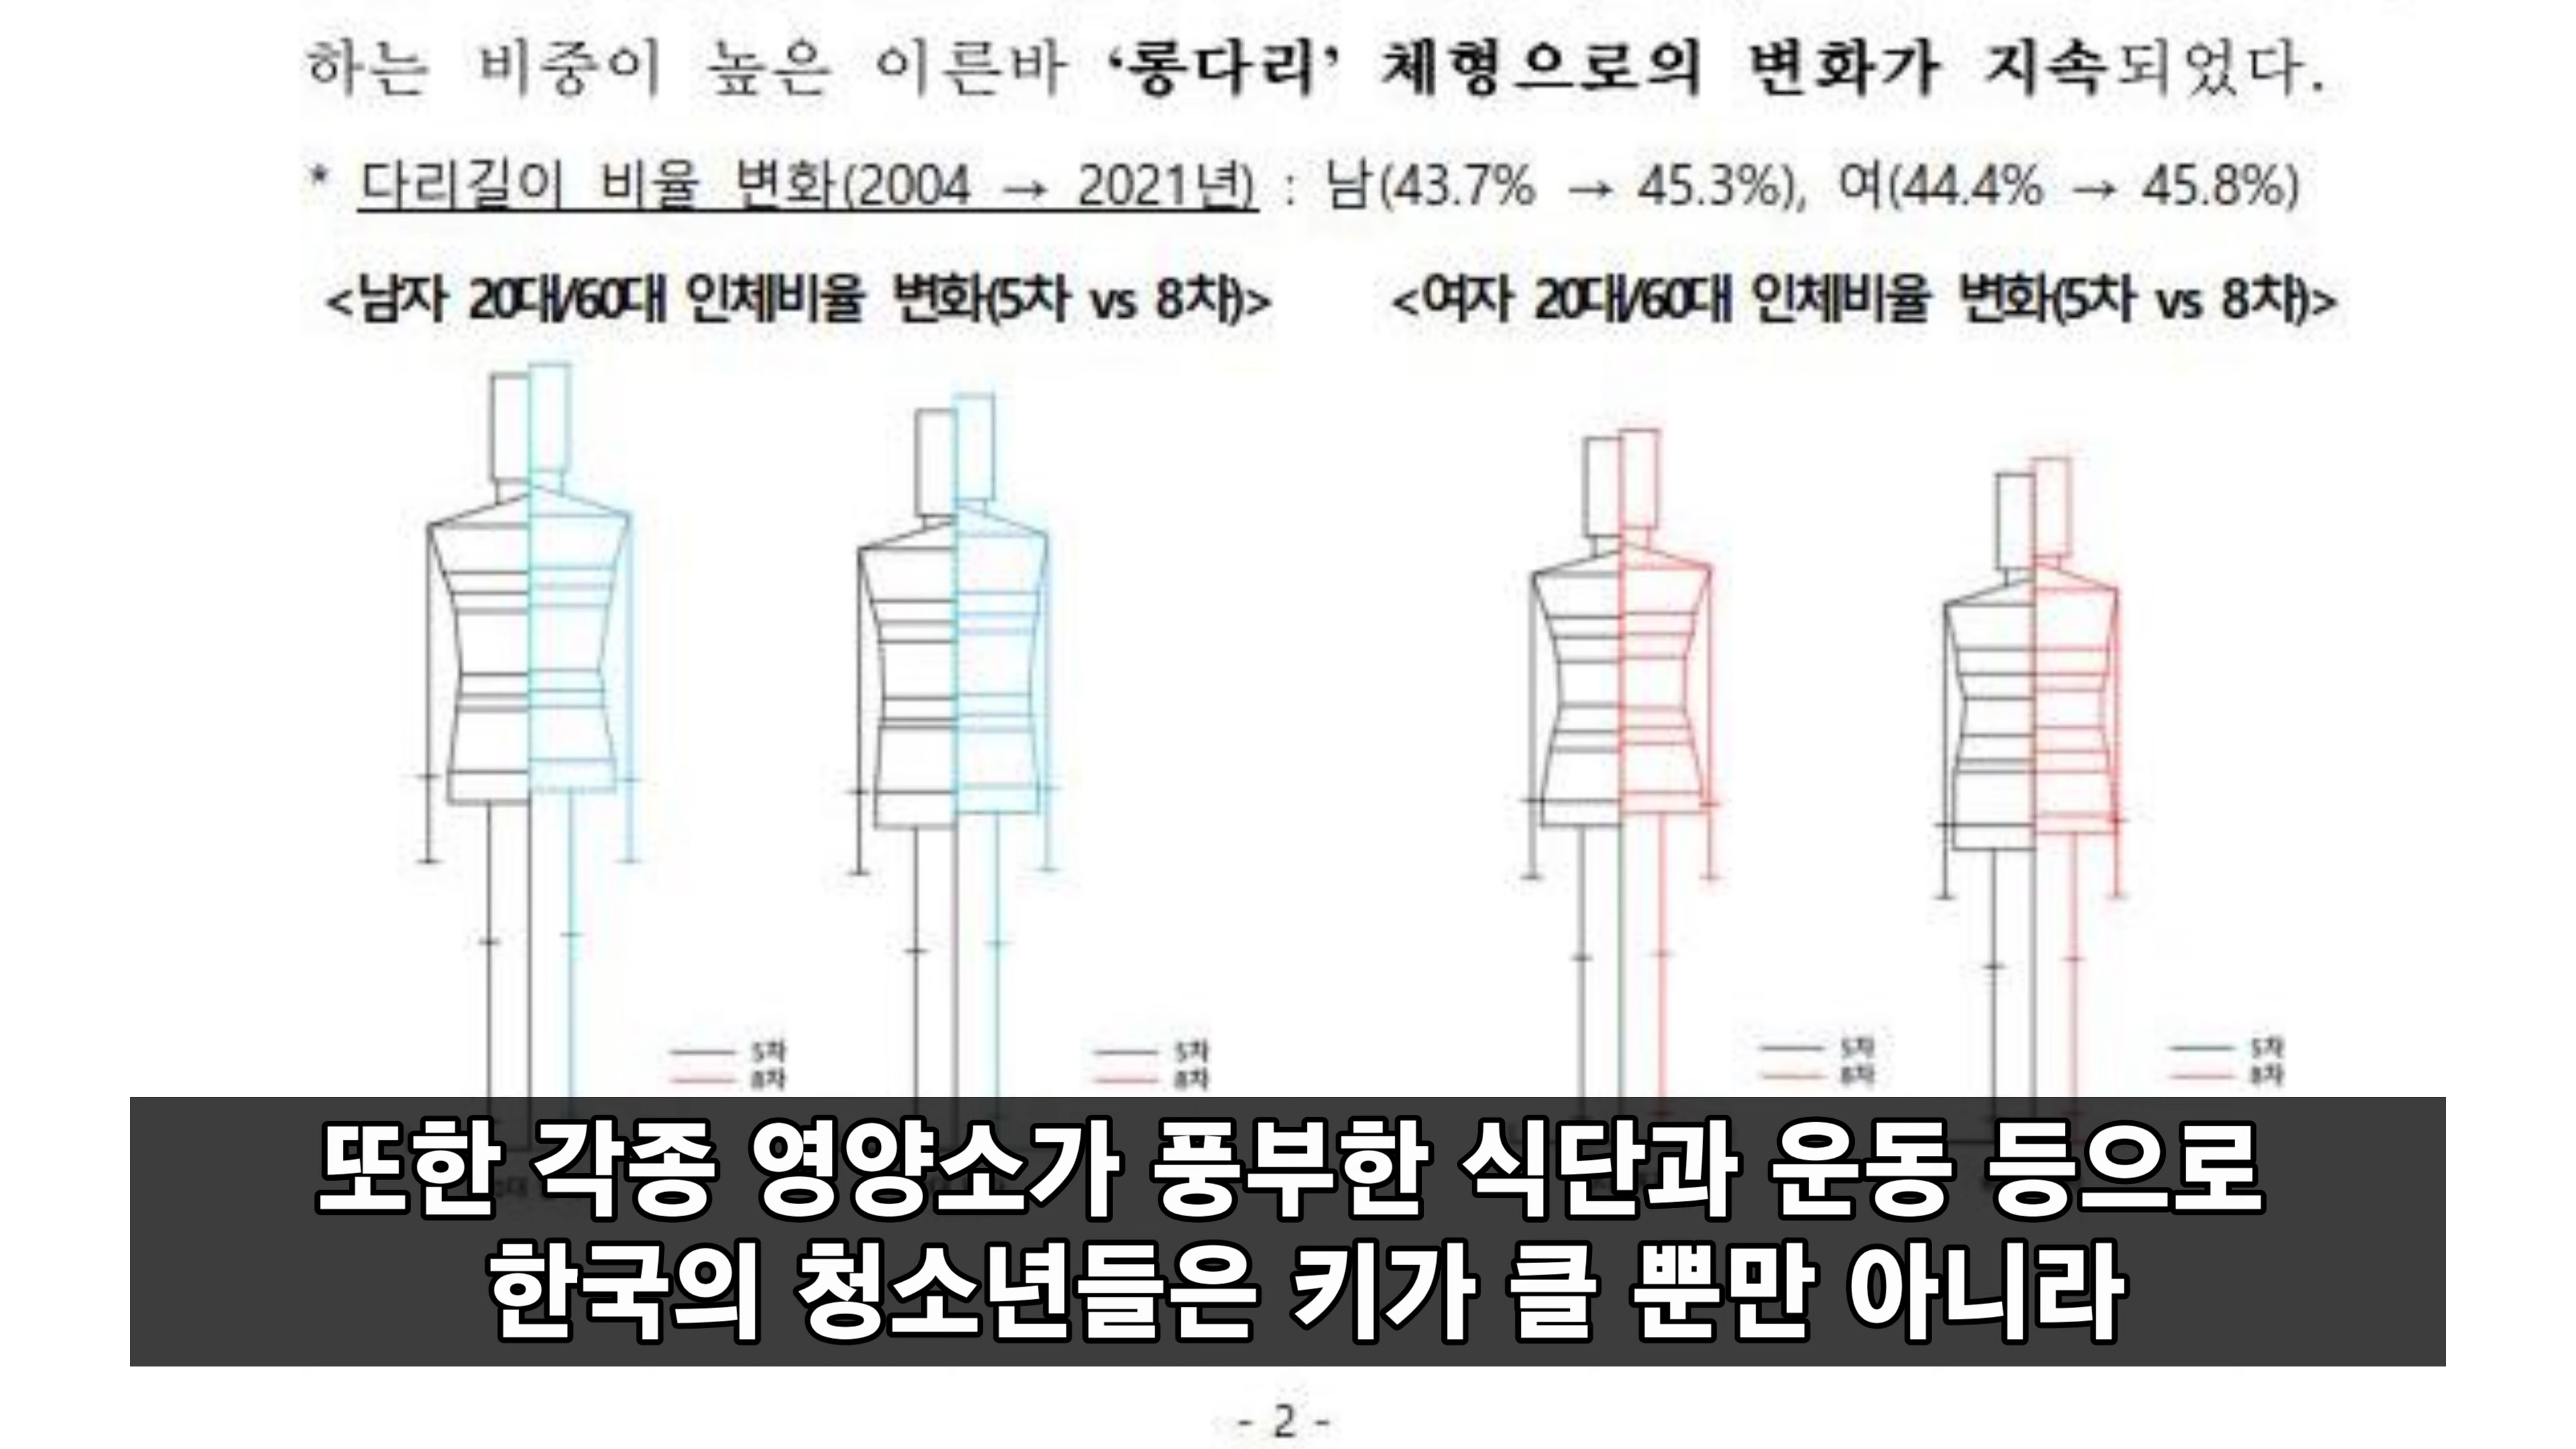 하는 비중이 높은 이른바 ‘롱다리’ 체형으로의 변화가 지속되었다.
* 다리길이 비율 변화(2004 → 2021년) : 남(43.7% → 45.3%), 여(44.4% → 45.8%)
<남자 20대/60대 인체비율 변화(5차 vs 8차)> <여자 20대/60대 인체비율 변화(5차 vs 8차)>
5차 5차 5차 5차
8차 8차 8차 8차
또한 각종 영양소가 풍부한 식단과 운동 등으로
한국의 청소년들은 키가 클 뿐만 아니라
- 2 -